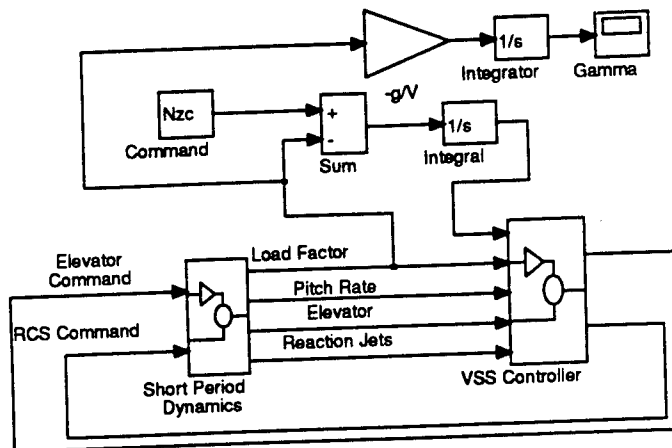 1/s
Integrator
Gamma
-g/V
Nzc
Command
+
-
Sum
1/s
Integral
Elevator
Command
Load Factor
Pitch Rate
RCS Command
Elevator
Reaction Jets
Short Period
Dynamics
VSS Controller